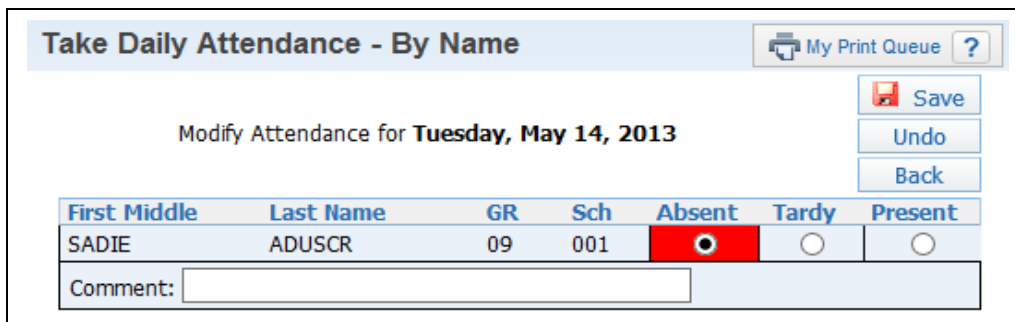 Take Daily Attendance - By Name
My Print Queue ?
Save
Modify Attendance for Tuesday, May 14, 2013
Undo
Back
First Middle Last Name GR Sch Absent Tardy Present
SADIE ADUSCR 09 001
Comment: